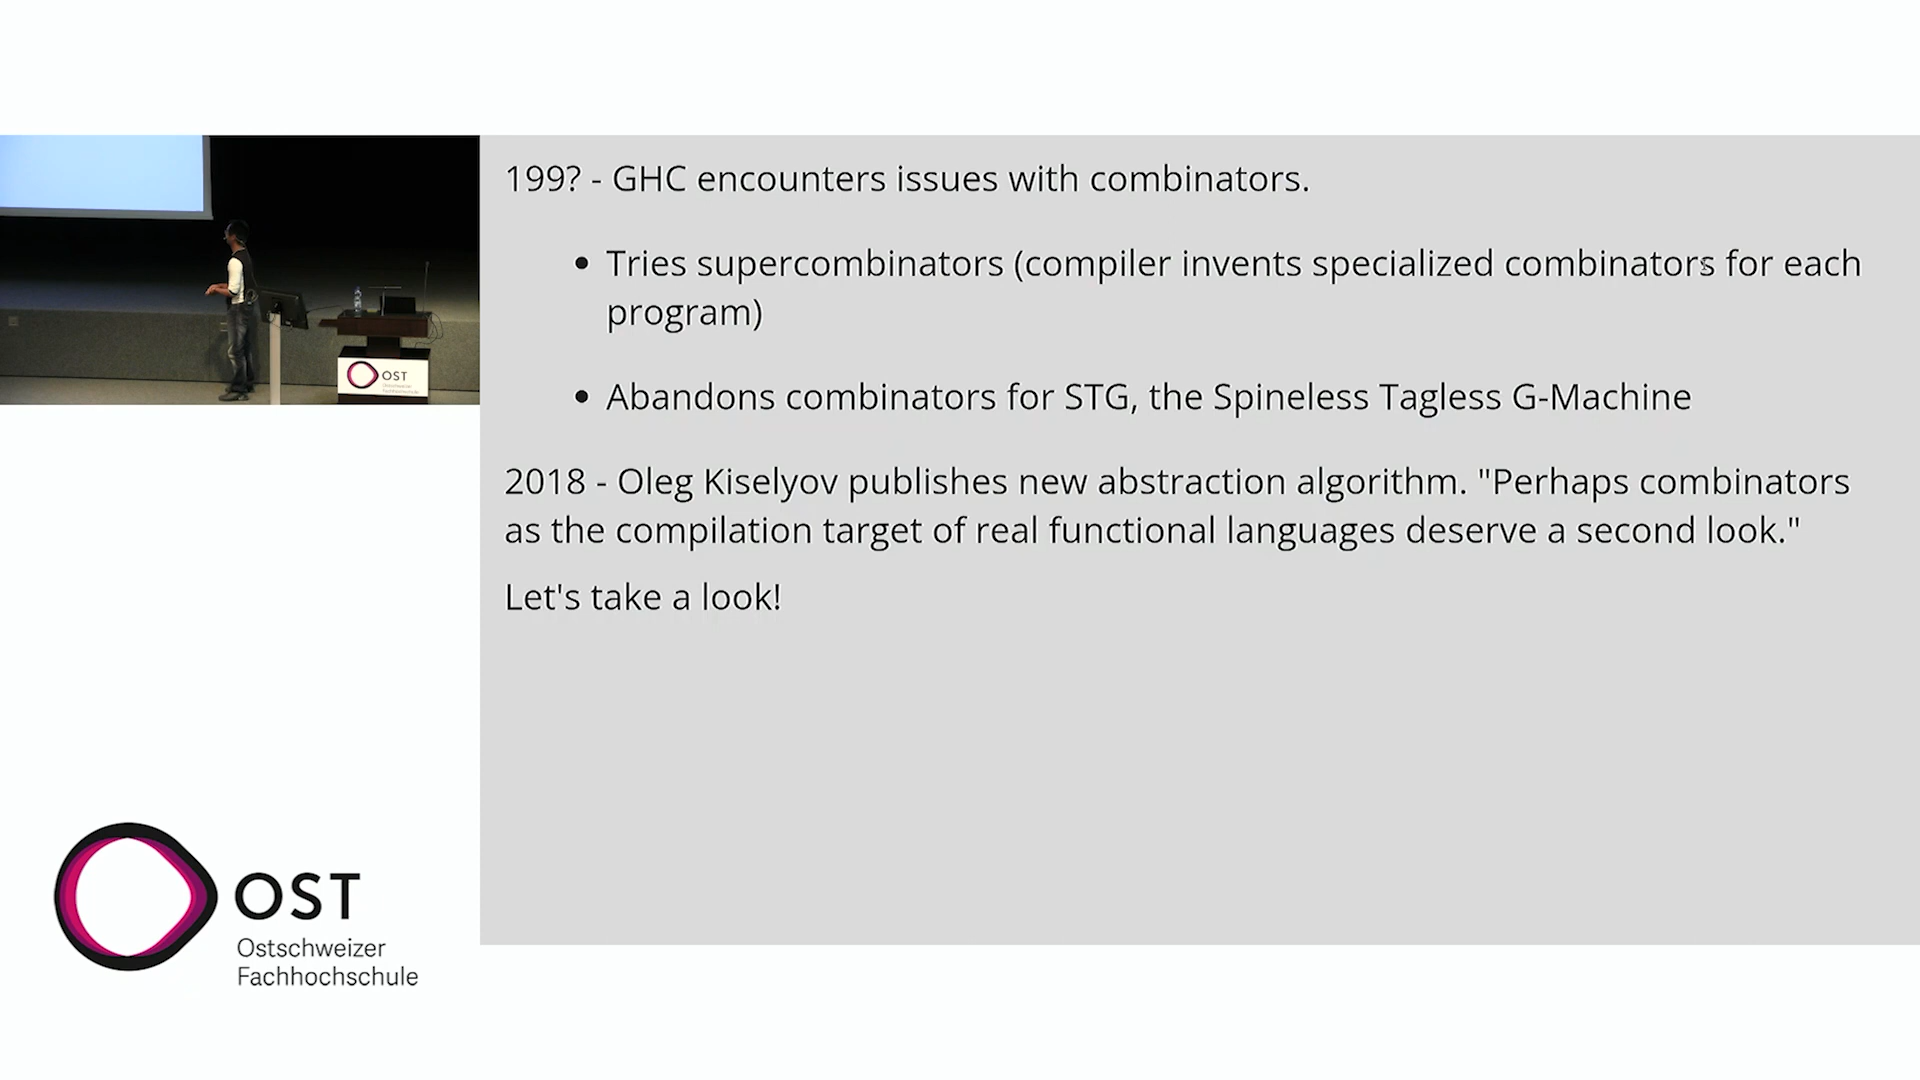 199? - GHC encounters issues with combinators.
• Tries supercombinators (compiler invents specialized combinators for each
program)
• Abandons combinators for STG, the Spineless Tagless G-Machine
2018 - Oleg Kiselyov publishes new abstraction algorithm. "Perhaps combinators
as the compilation target of real functional languages deserve a second look."
Let's take a look!
OST
OST
Ostschweizer
Fachhochschule